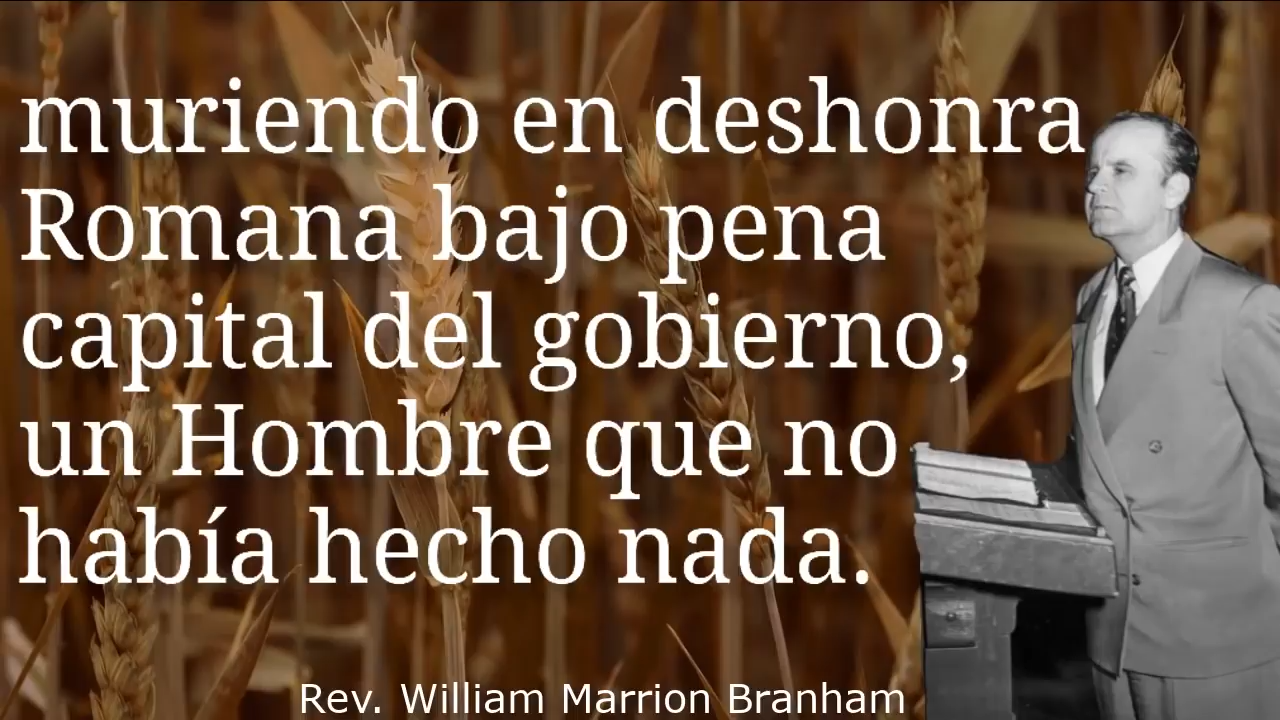 muriendo en deshonra
Romana bajo pena
capital del gobierno,
un Hombre que no
había hecho nada.
Rev. William Marrion Branham